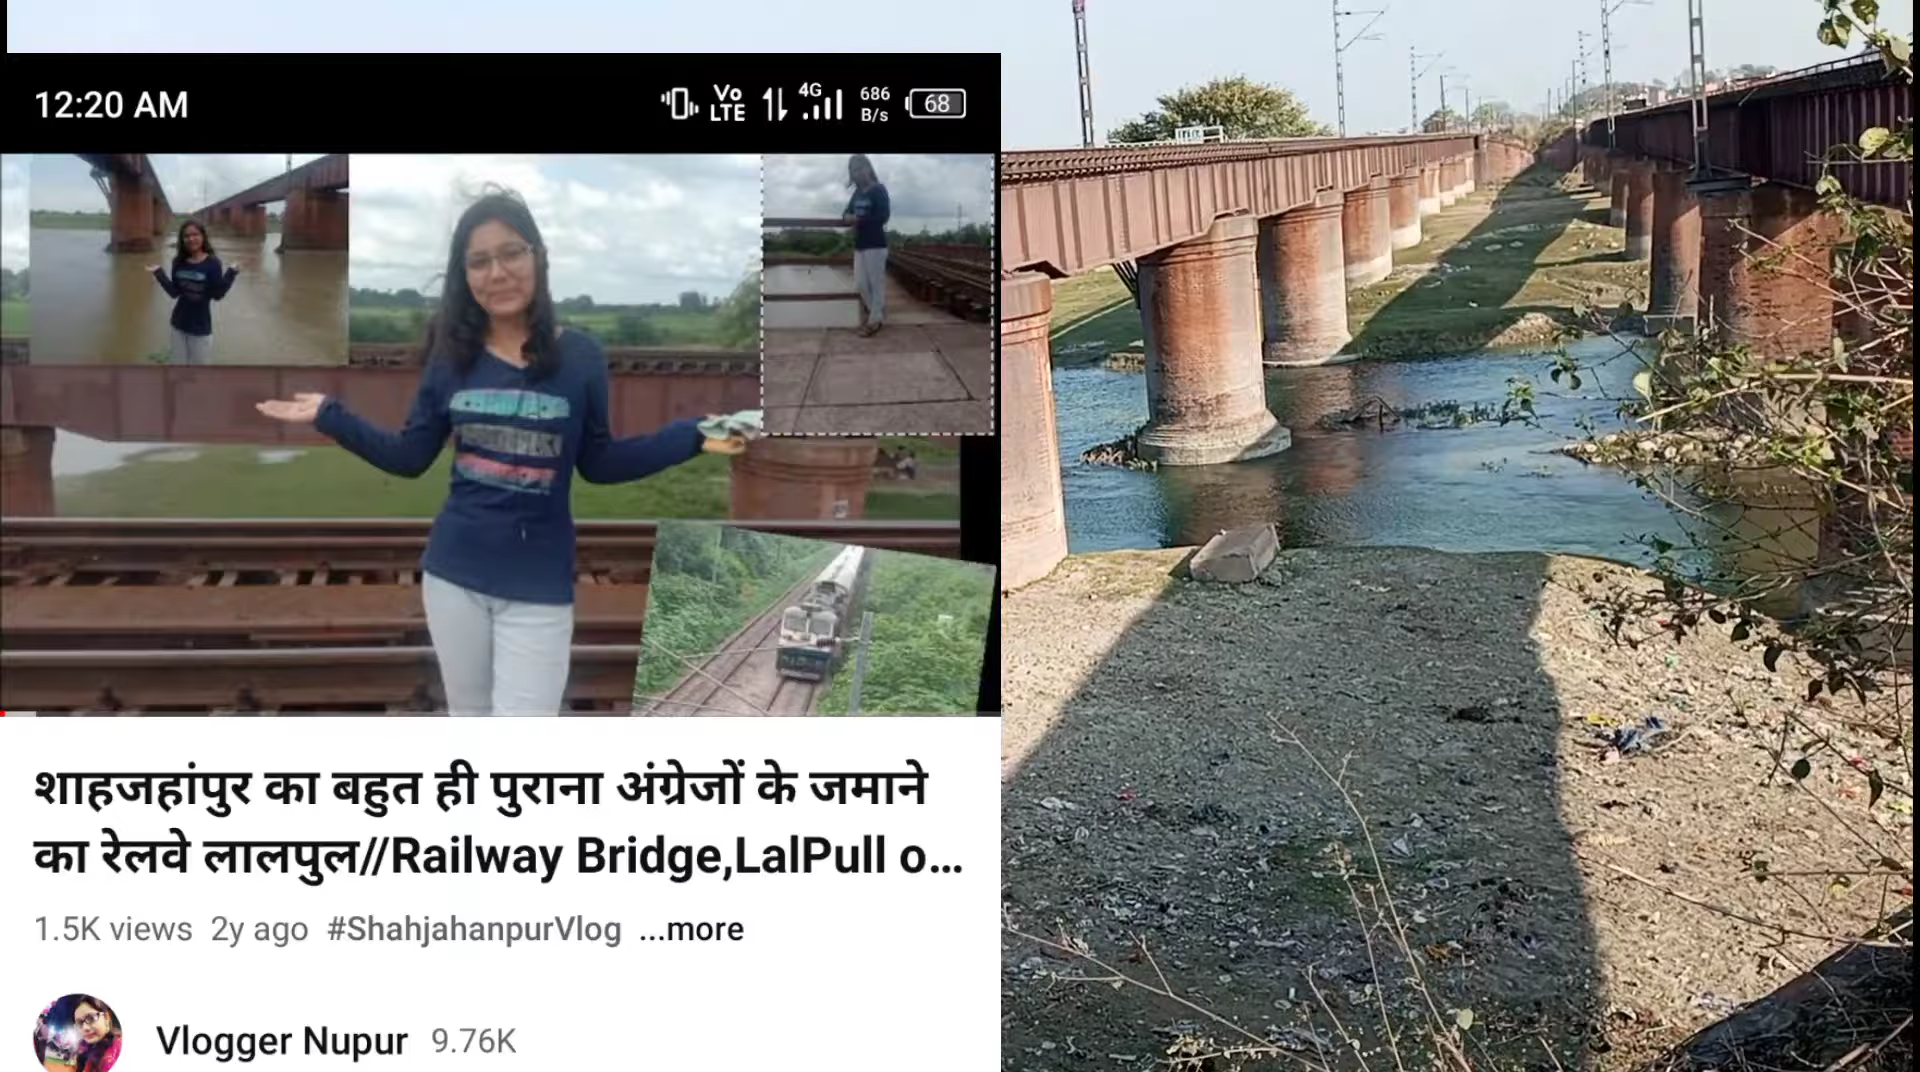 12:20 AM
Vo
LTE
4G
686
B/s
68
शाहजहांपुर का बहुत ही पुराना अंग्रेजों के जमाने
का रेलवे लालपुल//Railway Bridge,LalPull o...
1.5K views 2y ago #ShahjahanpurVlog ...more
Vlogger Nupur 9.76K